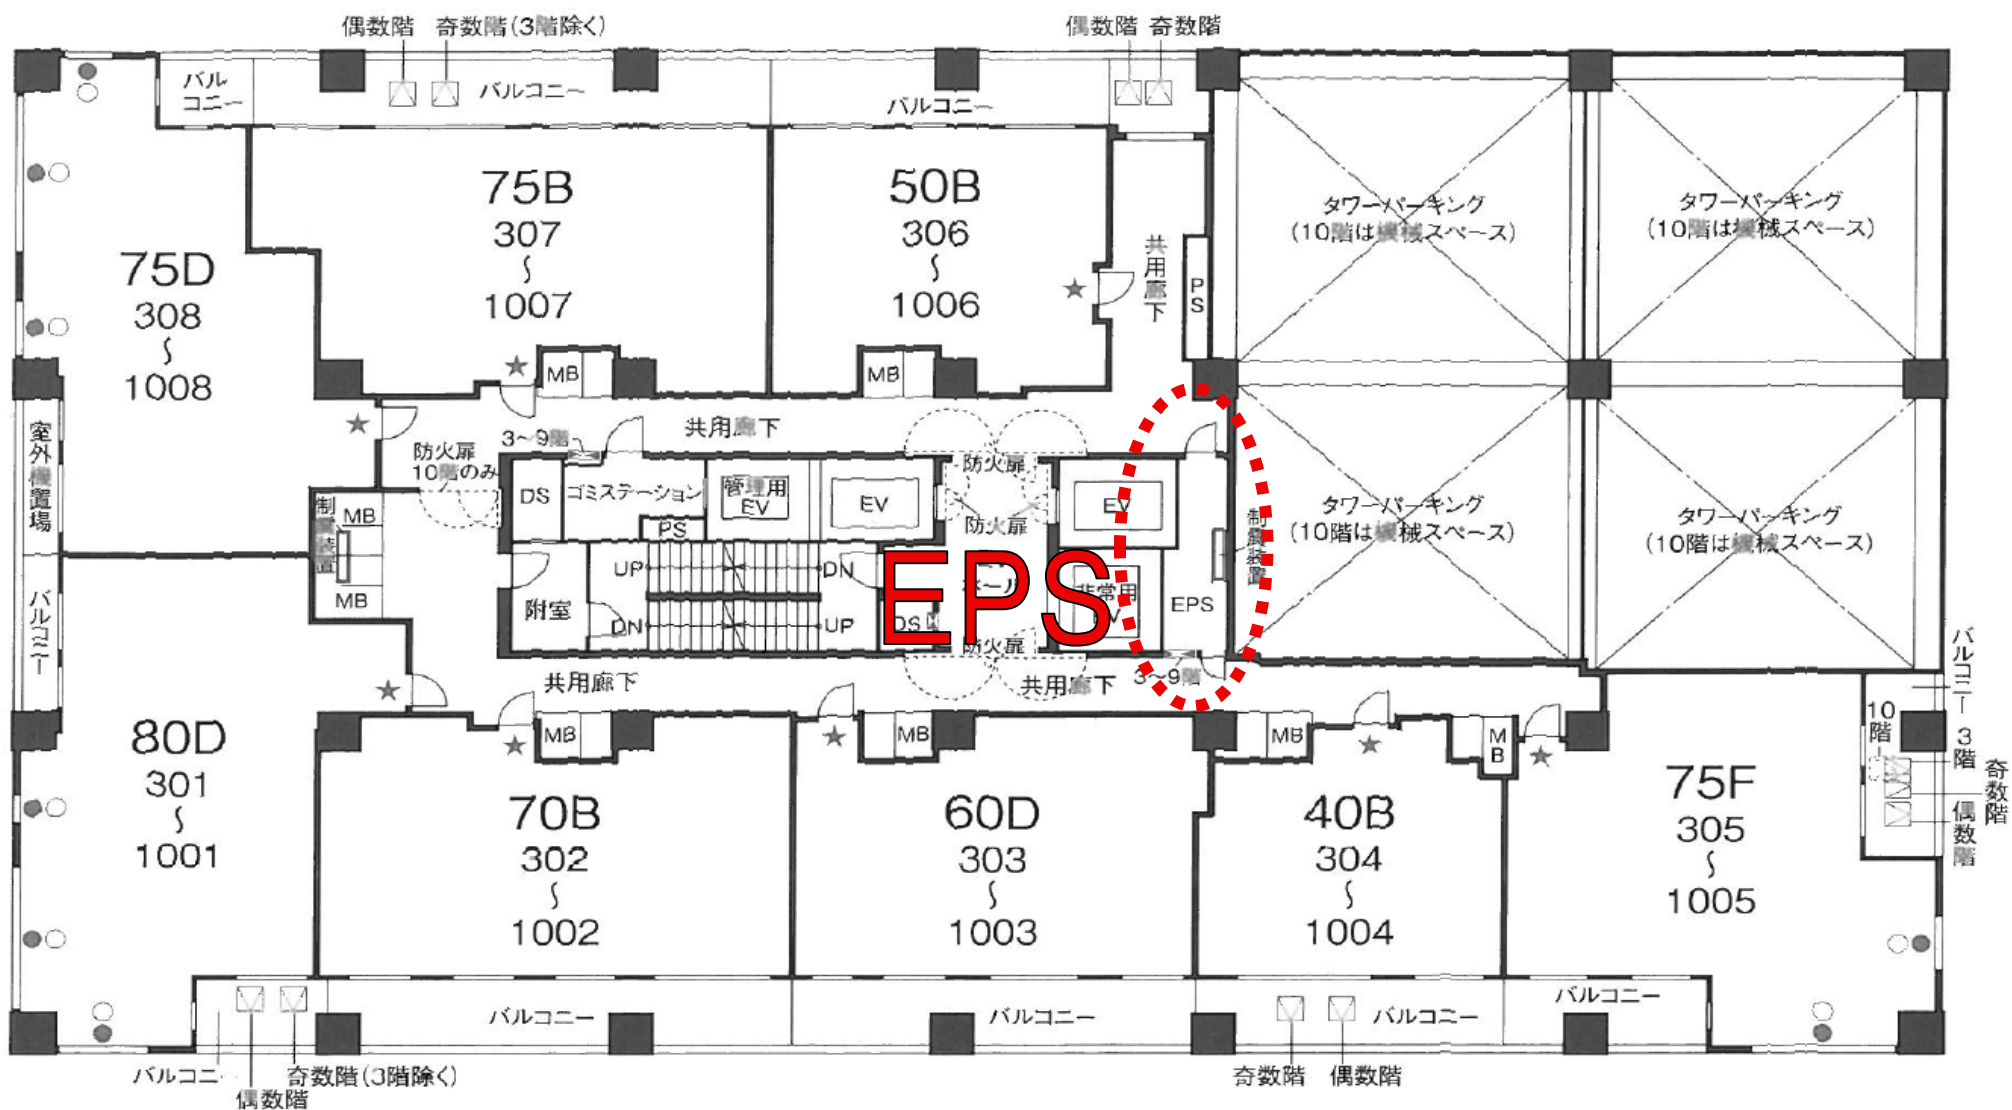 偶数階 奇数階(3階除く)
偶数階 奇数階
バル
コニー
バルコニー
バルコニー
75B
307
〜
1007
50B
306
〜
1006
75D
308
〜
1008
共用廊下
PS
タワーパーキング
(10階は機械スペース)
タワーパーキング
(10階は機械スペース)
MB
MB
室外機置場
防火扉
10階のみ
3〜9階
共用廊下
防火扉
DS
ゴミステーション
管理用
EV
EV
EV
防火扉
PS
制震装置
MB
MB
制震装置
タワーパーキング
(10階は機械スペース)
タワーパーキング
(10階は機械スペース)
UP
DN
附室
DN
UP
DS
EPS
非常用
EPS
防火扉
バルコニー
共用廊下
共用廊下
3〜9階
MB
MB
MB
MB
バルコニー
10階
3階
奇数階
偶数階
80D
301
〜
1001
70B
302
〜
1002
60D
303
〜
1003
40B
304
〜
1004
75F
305
〜
1005
バルコニー
バルコニー
バルコニー
バルコニー
バルコニー
奇数階(3階除く)
偶数階
奇数階 偶数階